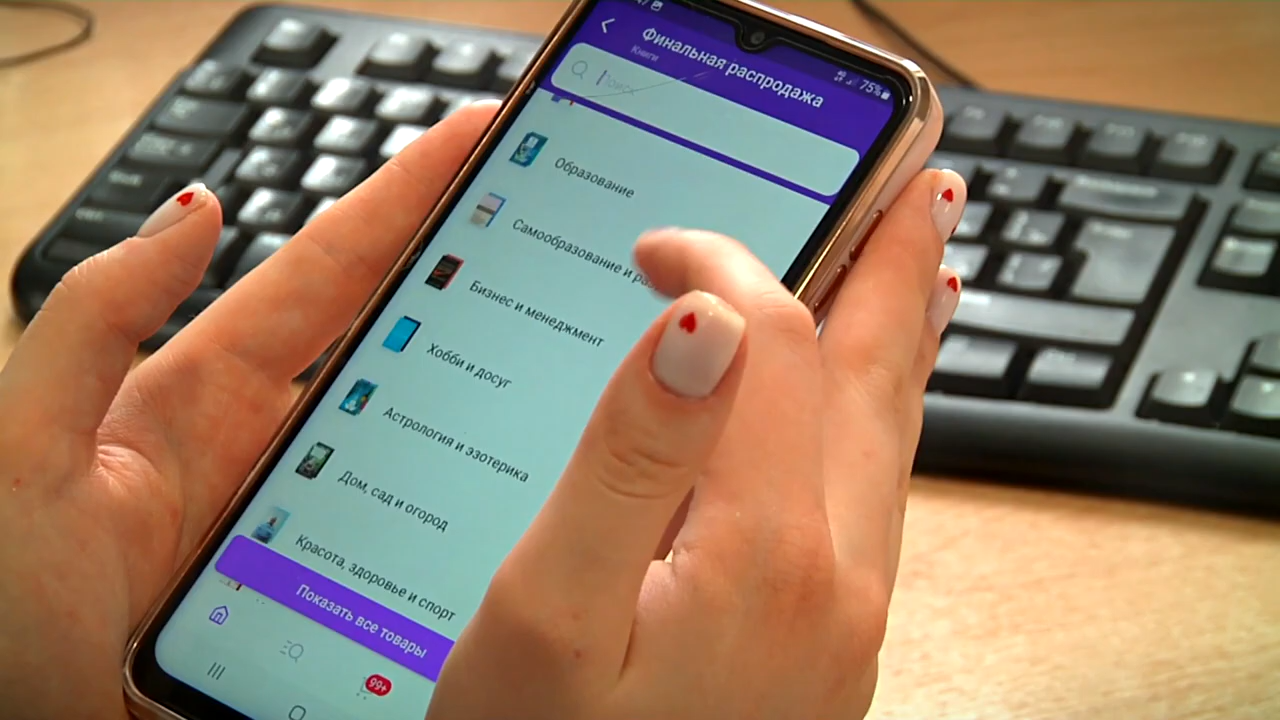 75%
Финальная распродажа
Книги
Поиск
Образование
Самообразование и
Бизнес и менеджмент
Хобби и досуг
Астрология и эзотерика
Дом, сад и огород
Красота, здоровье и спорт
Показать все товары
99+